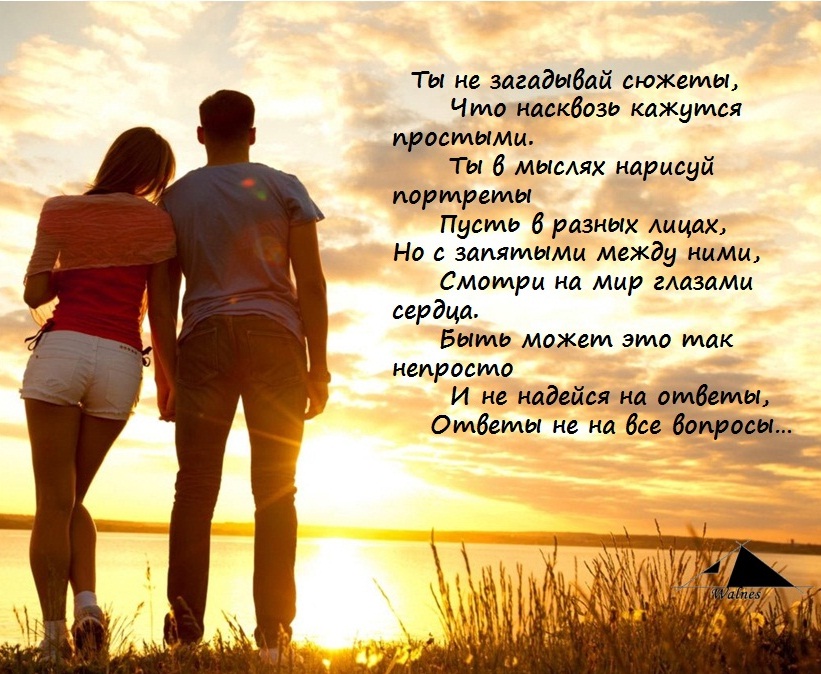 Ты не загадывай сюжеты,
Что насквозь кажутся
простыми.
Ты в мыслях нарисуй
портреты
Пусть в разных лицах,
Но с запятыми между ними,
Смотри на мир глазами
сердца.
Быть может это так
непросто
И не надейся на ответы,
Ответы не на все вопросы...
Walnes